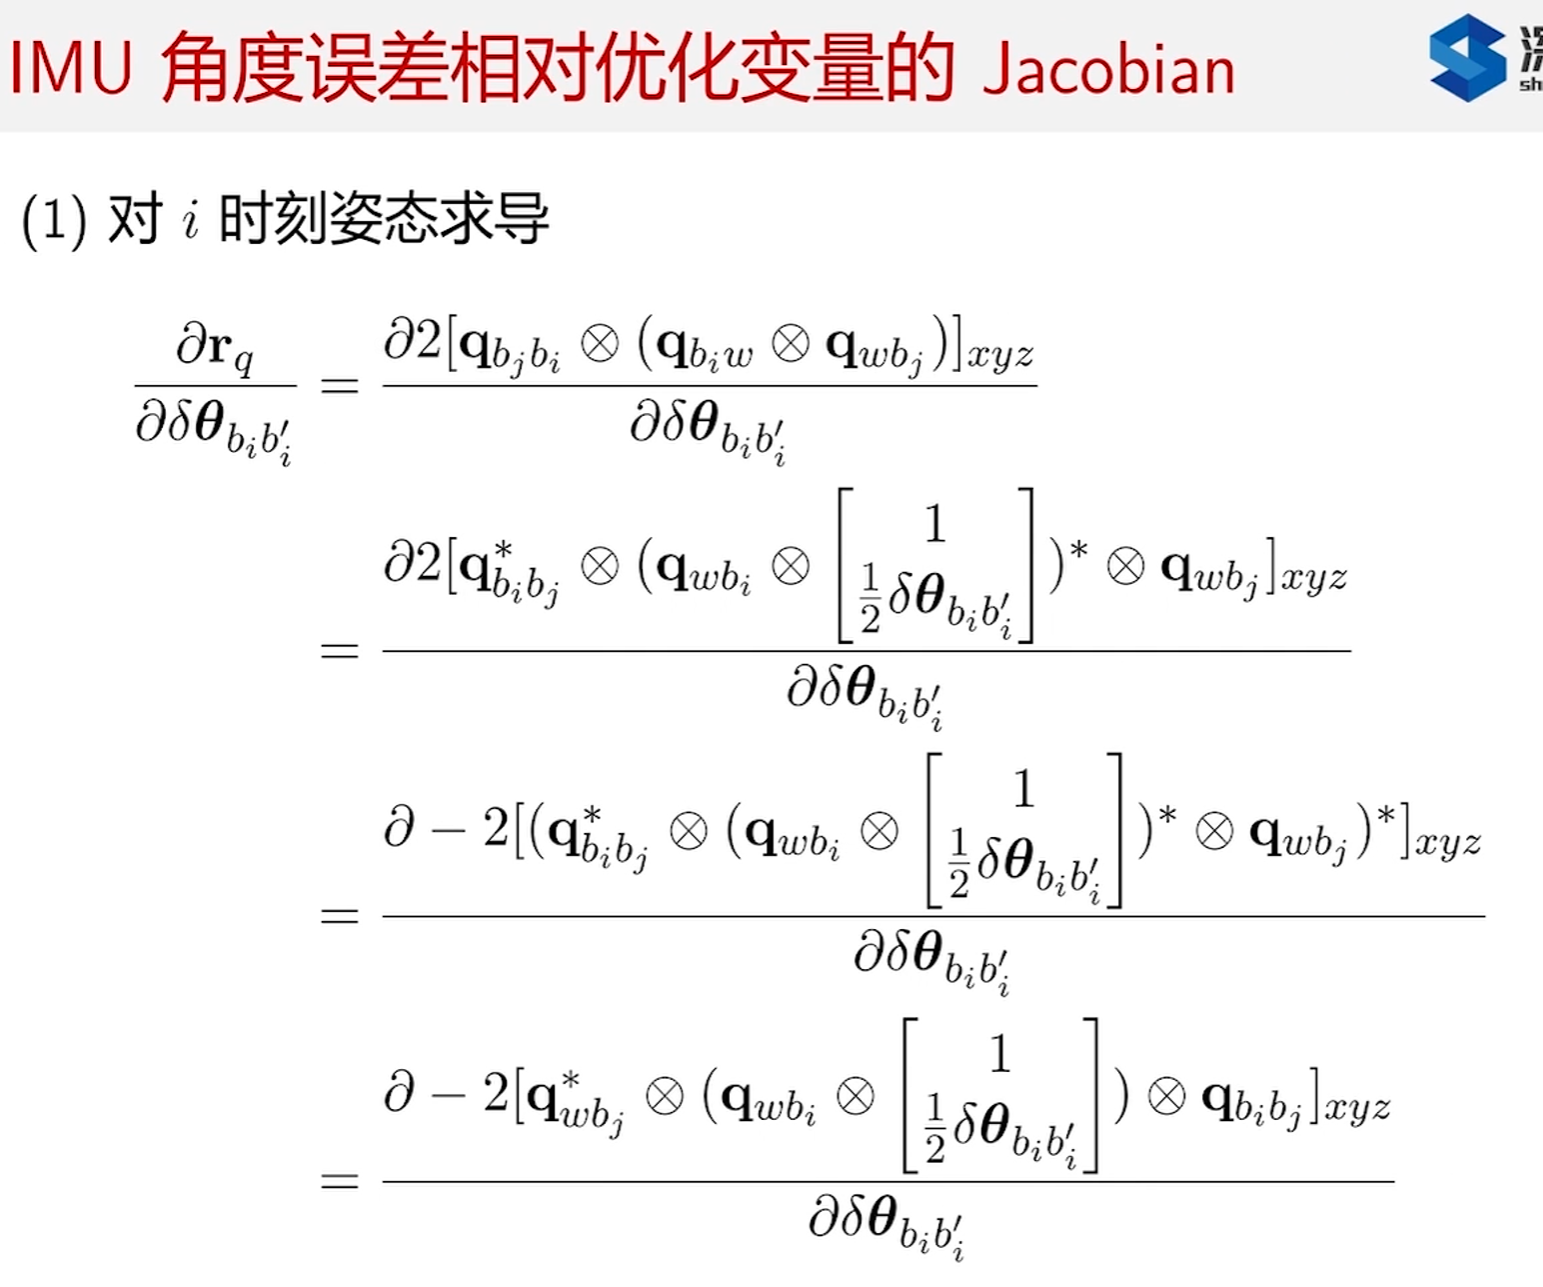 IMU 角度误差相对优化变量的 Jacobian
sh
(1) 对 i 时刻姿态求导
$\frac{\partial \mathbf{r}_q}{\partial \delta\boldsymbol{\theta}_{b_i b_i'}} = \frac{\partial 2[\mathbf{q}_{b_j b_i} \otimes (\mathbf{q}_{b_i w} \otimes \mathbf{q}_{w b_j})]_{xyz}}{\partial \delta\boldsymbol{\theta}_{b_i b_i'}}$
$= \frac{\partial 2[\mathbf{q}_{b_i b_j}^* \otimes (\mathbf{q}_{w b_i} \otimes \begin{bmatrix} 1 \\ \frac{1}{2}\delta\boldsymbol{\theta}_{b_i b_i'} \end{bmatrix})^* \otimes \mathbf{q}_{w b_j}]_{xyz}}{\partial \delta\boldsymbol{\theta}_{b_i b_i'}}$
$= \frac{\partial - 2[(\mathbf{q}_{b_i b_j}^* \otimes (\mathbf{q}_{w b_i} \otimes \begin{bmatrix} 1 \\ \frac{1}{2}\delta\boldsymbol{\theta}_{b_i b_i'} \end{bmatrix})^* \otimes \mathbf{q}_{w b_j})^*]_{xyz}}{\partial \delta\boldsymbol{\theta}_{b_i b_i'}}$
$= \frac{\partial - 2[\mathbf{q}_{w b_j}^* \otimes (\mathbf{q}_{w b_i} \otimes \begin{bmatrix} 1 \\ \frac{1}{2}\delta\boldsymbol{\theta}_{b_i b_i'} \end{bmatrix}) \otimes \mathbf{q}_{b_i b_j}]_{xyz}}{\partial \delta\boldsymbol{\theta}_{b_i b_i'}}$